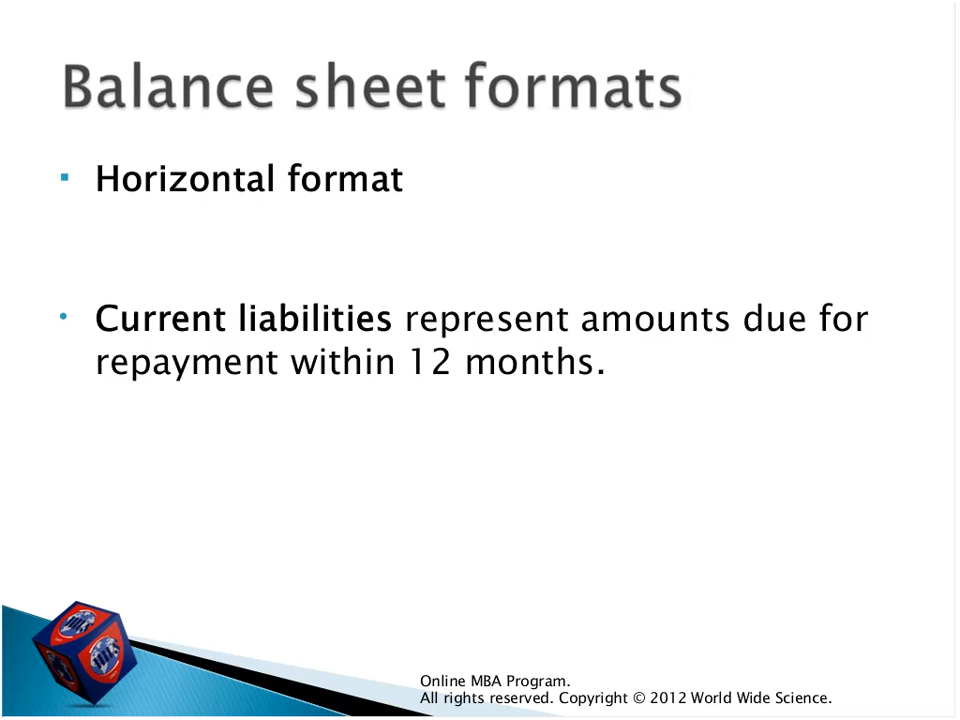 Balance sheet formats
▪ Horizontal format
• Current liabilities represent amounts due for
repayment within 12 months.
Online MBA Program.
All rights reserved. Copyright © 2012 World Wide Science.